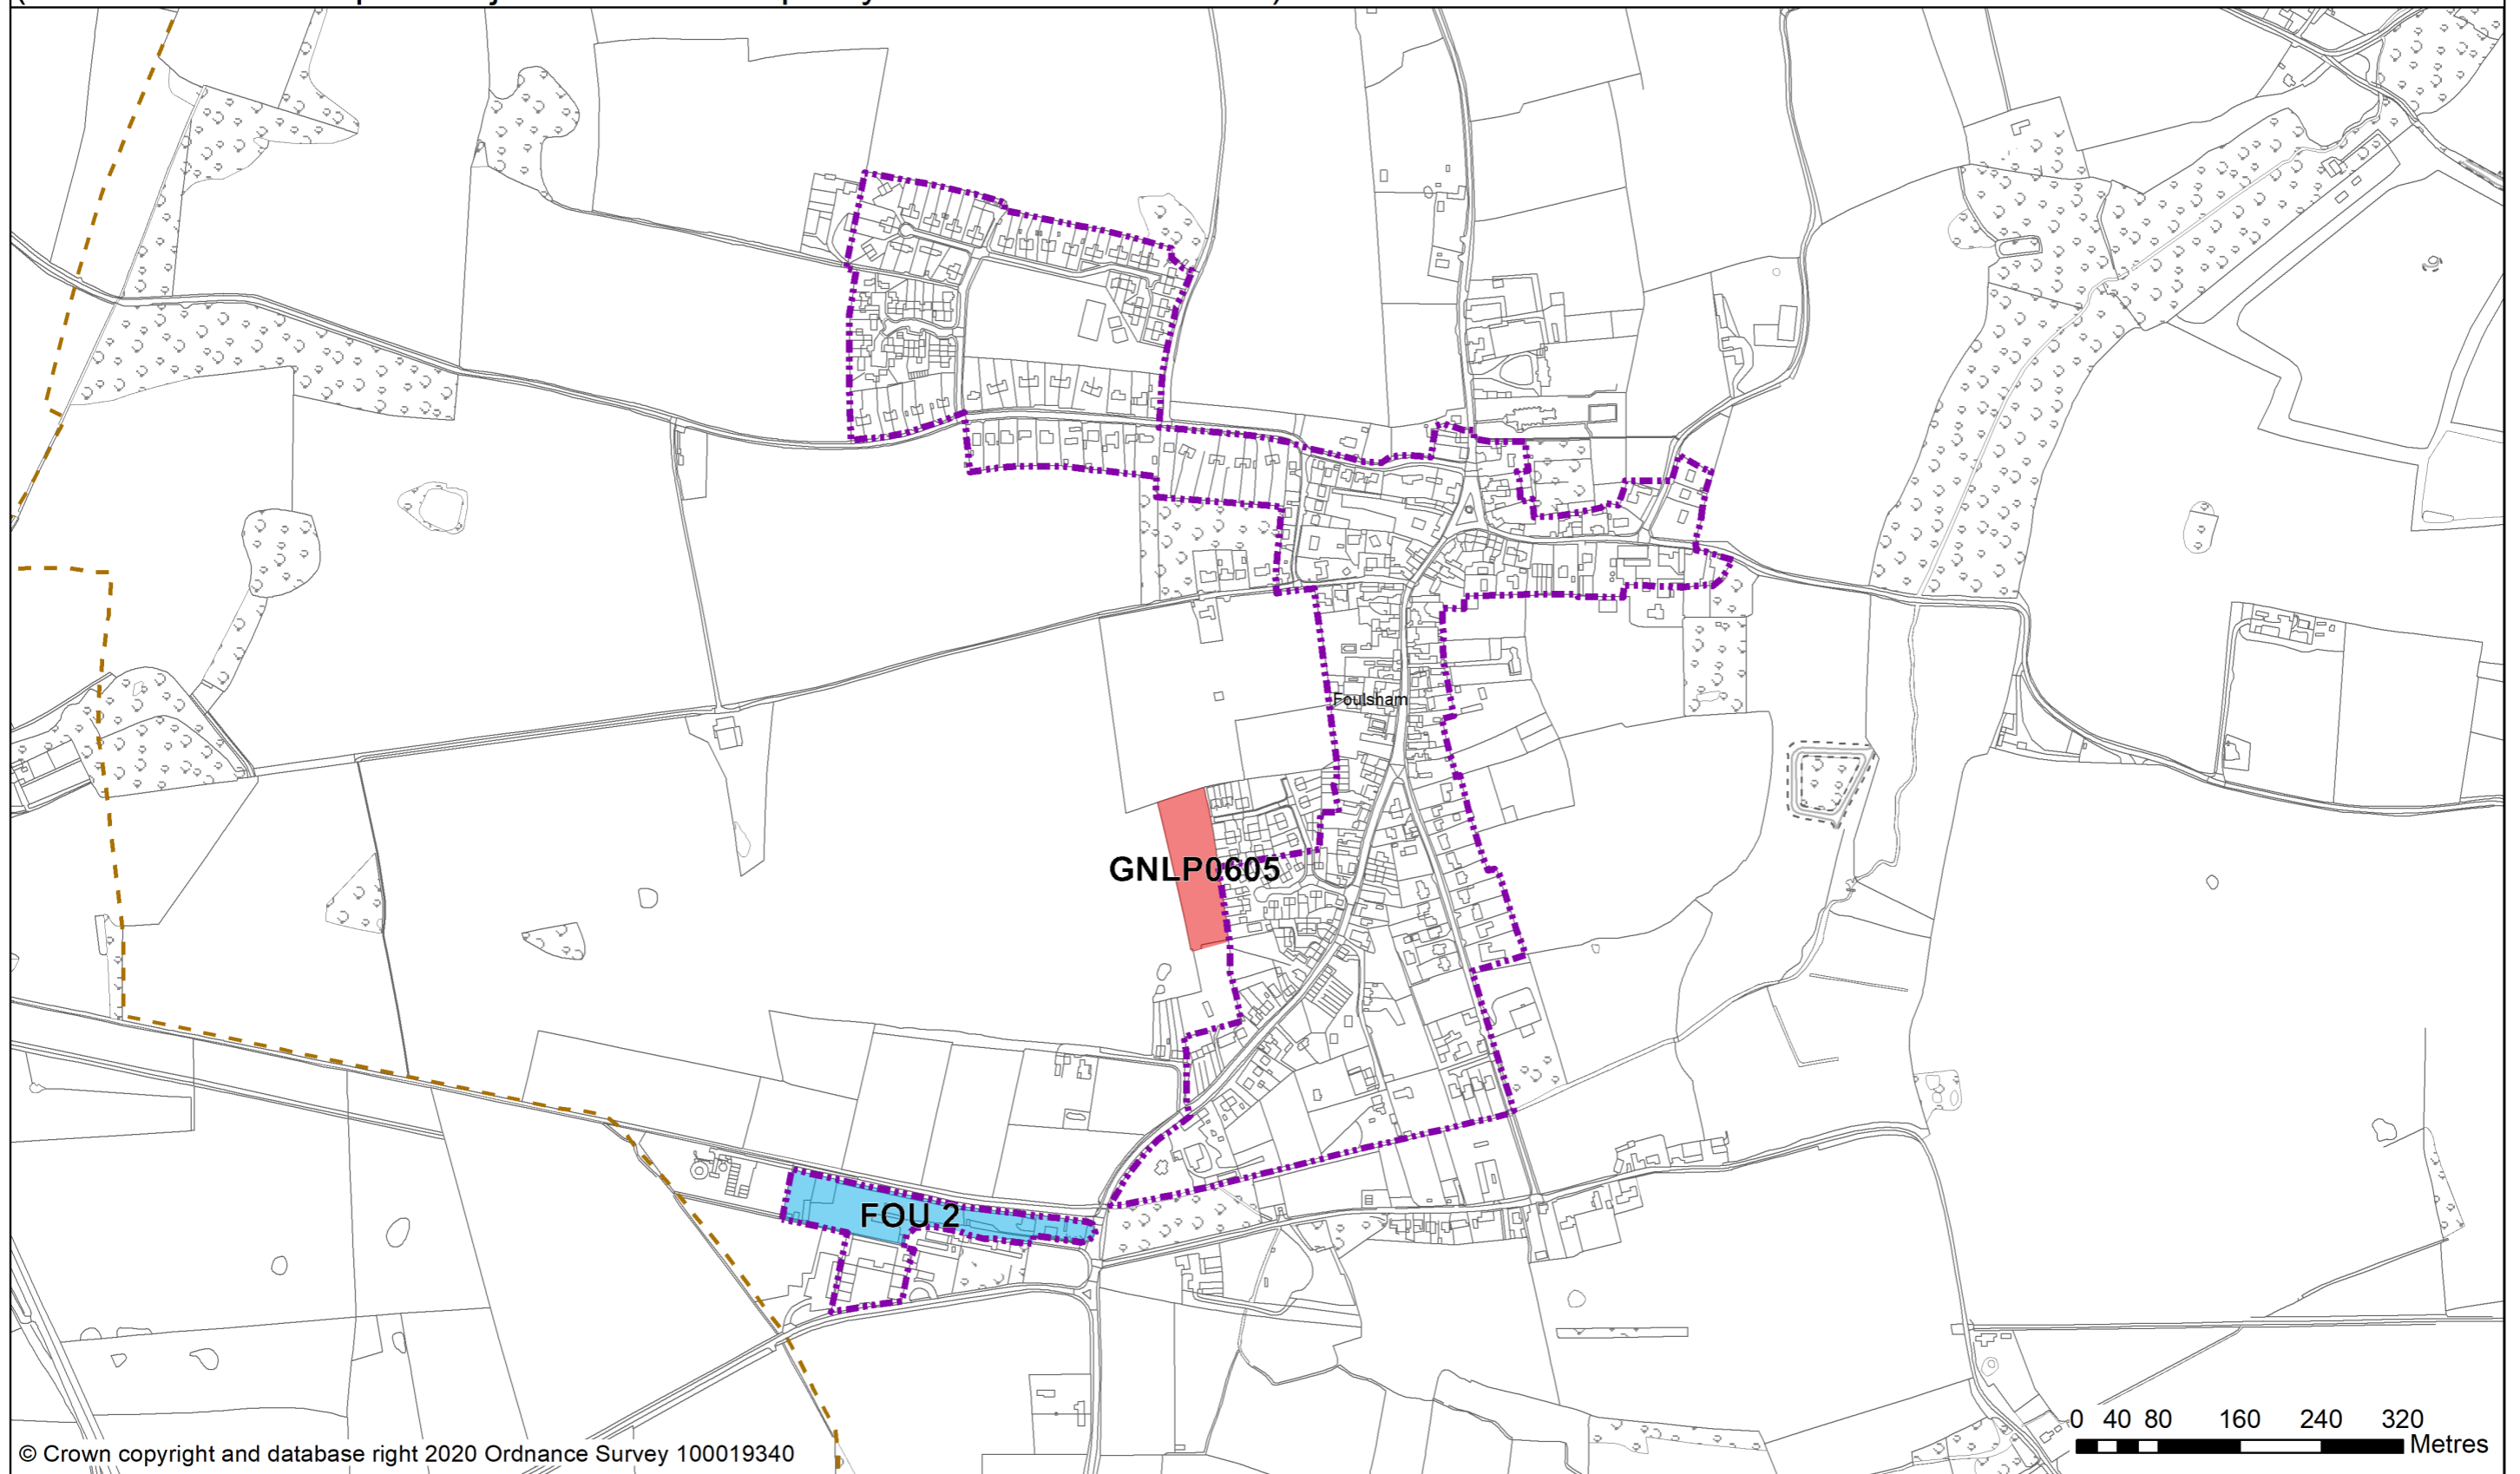 Foulsham
GNLP0605
FOU 2
0 40 80 160 240 320
Metres
© Crown copyright and database right 2020 Ordnance Survey 100019340